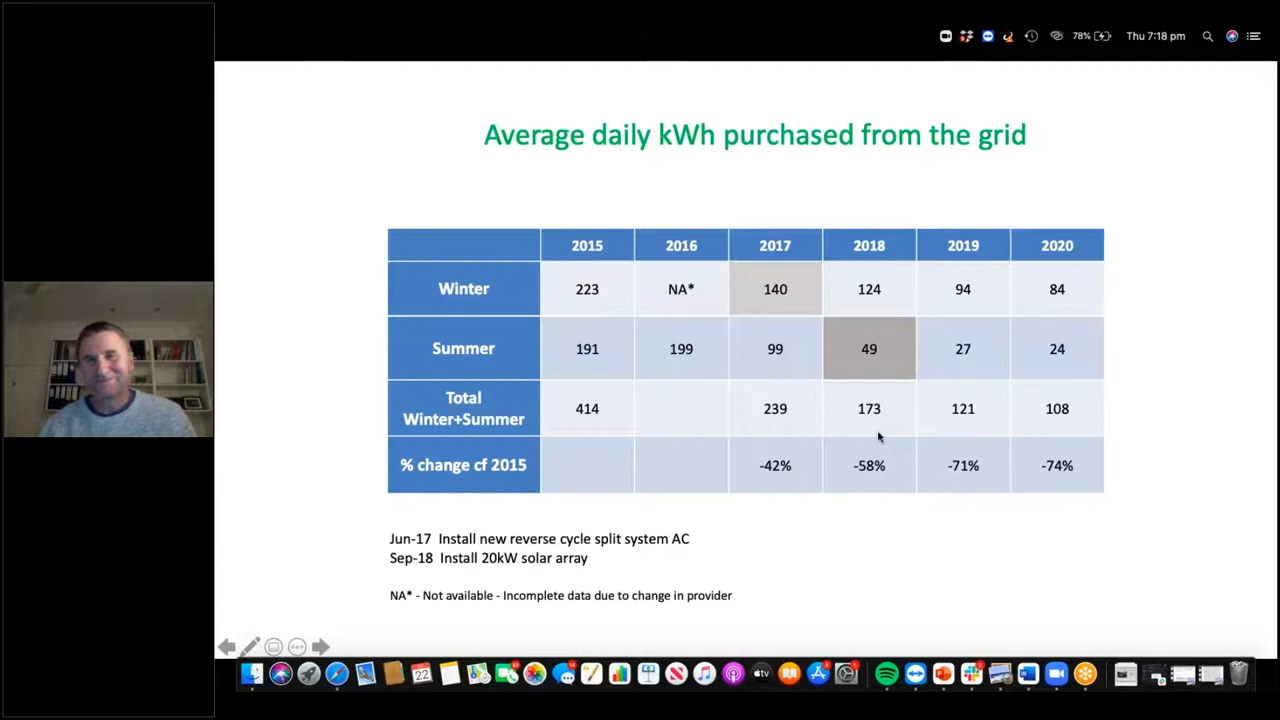 78%
Thu 7:18 pm
Average daily kWh purchased from the grid
2015 2016 2017 2018 2019 2020
Winter 223 NA* 140 124 94 84
Summer 191 199 99 49 27 24
Total
Winter+Summer 414 239 173 121 108
% change cf 2015 -42% -58% -71% -74%
Jun-17 Install new reverse cycle split system AC
Sep-18 Install 20kW solar array
NA* - Not available - Incomplete data due to change in provider
22
tv